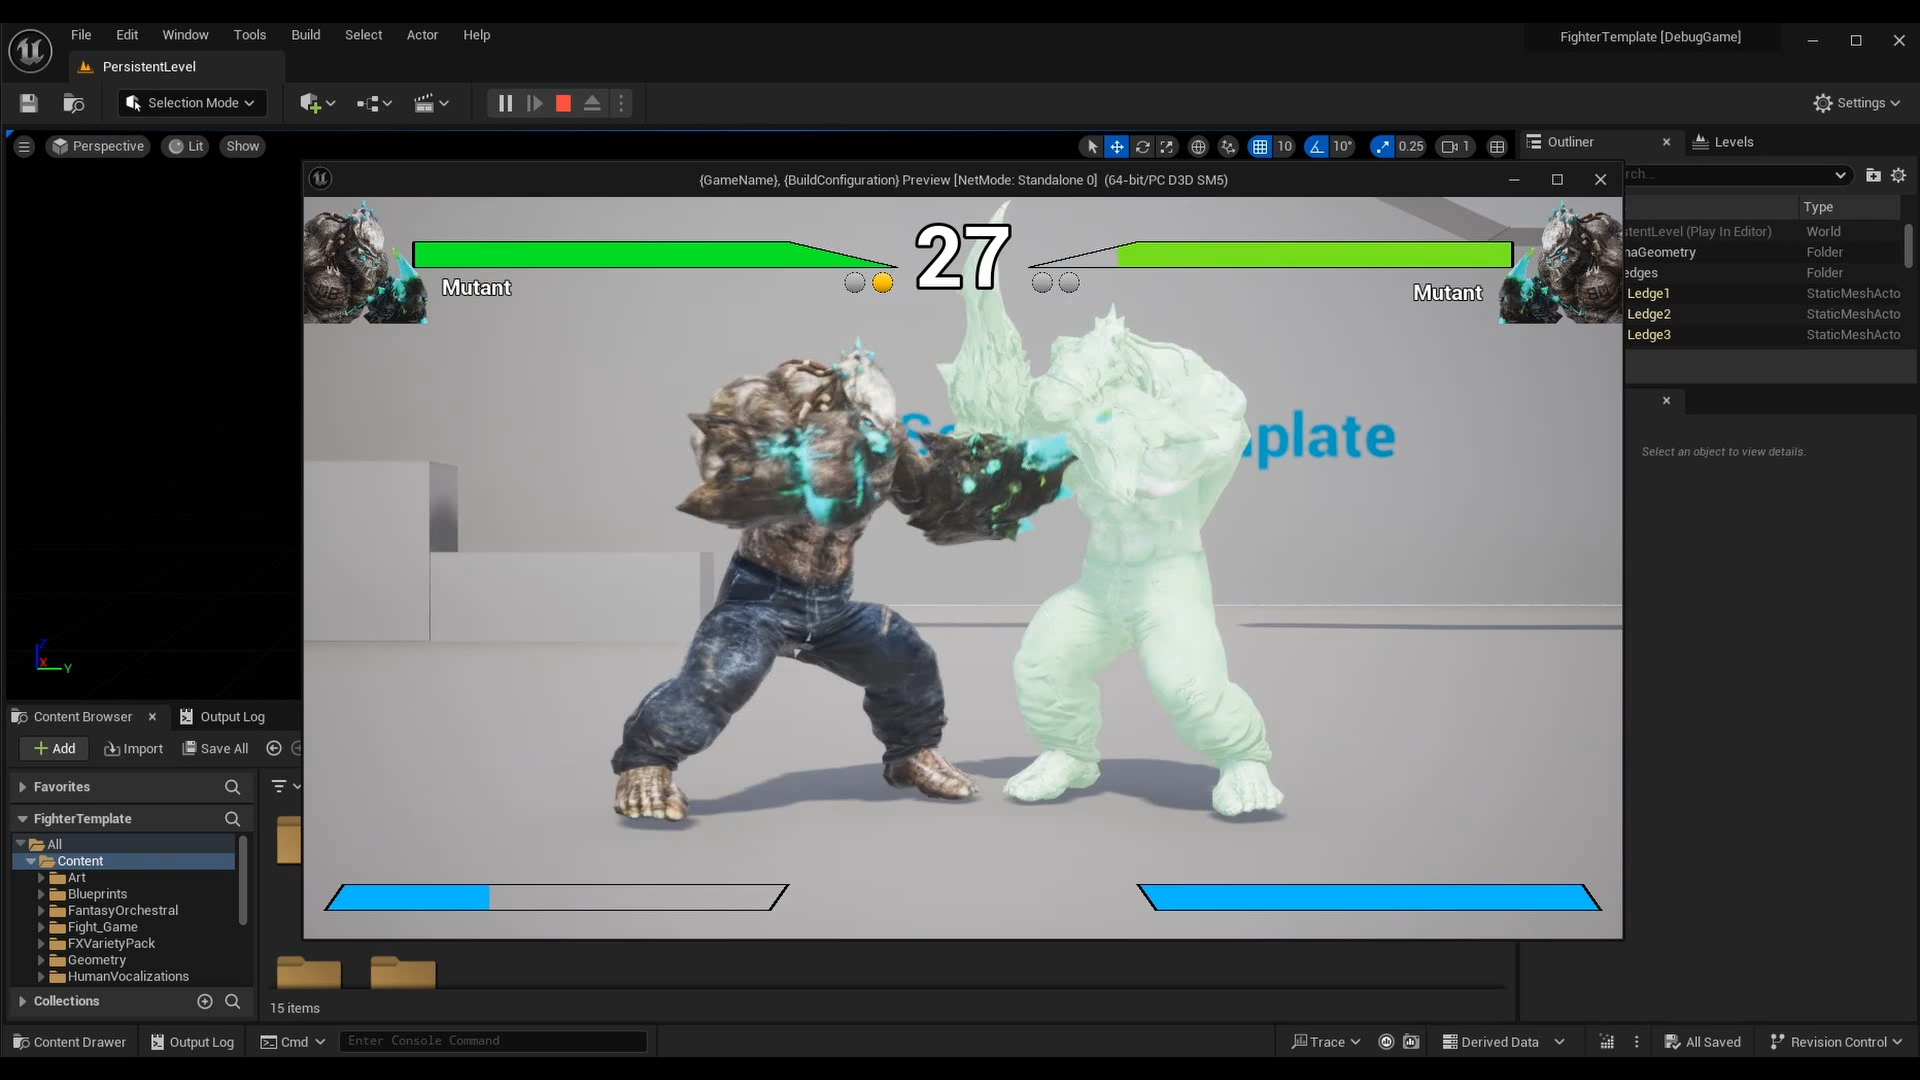 File Edit Window Tools Build Select Actor Help
FighterTemplate [DebugGame]
PersistentLevel
Selection Mode
Settings
Perspective Lit Show
10 10° 0.25 1
Outliner Levels
{GameName}, {BuildConfiguration} Preview [NetMode: Standalone 0] (64-bit/PC D3D SM5)
Type
(Play In Editor) World
Folder
Folder
Ledge1 StaticMeshActo
Ledge2 StaticMeshActo
Ledge3 StaticMeshActo
27
Mutant
Mutant
plate
Select an object to view details.
Z
X
Y
Content Browser Output Log
Add Import Save All
Favorites
FighterTemplate
All
Content
Art
Blueprints
FantasyOrchestral
Fight_Game
FXVarietyPack
Geometry
HumanVocalizations
Collections
15 items
Content Drawer Output Log Cmd Enter Console Command
Trace Derived Data All Saved Revision Control